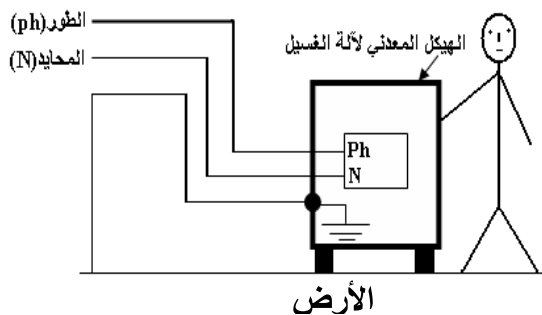 الطور(ph)
المحايد(N)
الهيكل المعدني لآلة الغسيل
Ph
N
الأرض